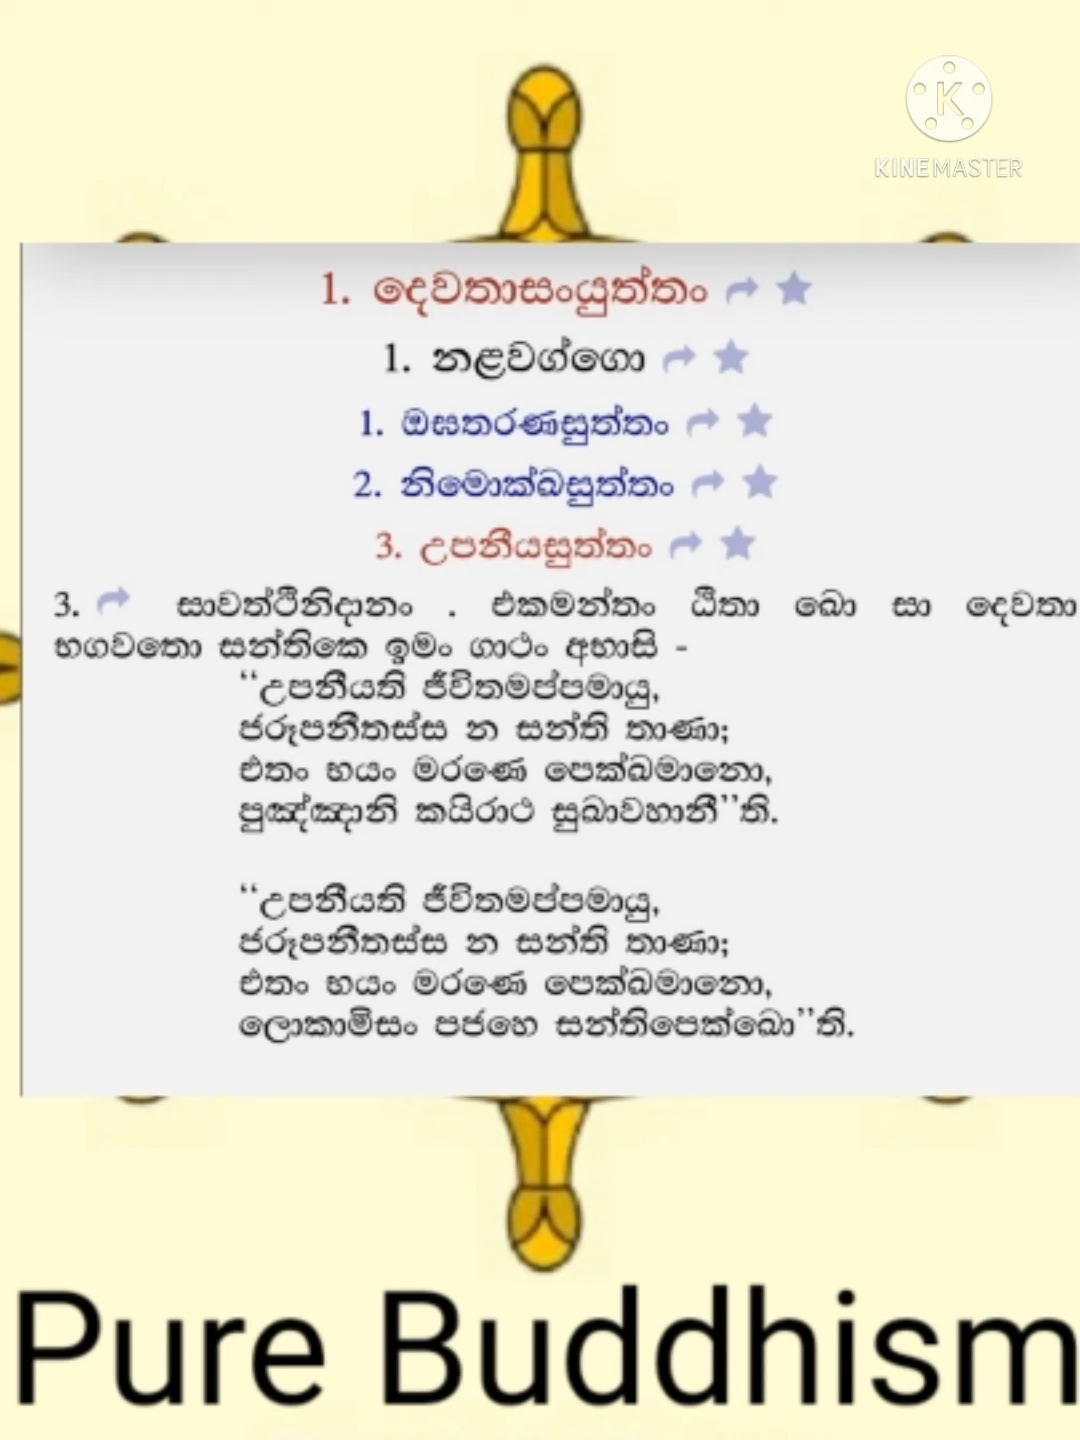 KINEMASTER
1. දෙවතාසංයුත්තං
1. නළවග්ගො
1. ඔඝතරණසුත්තං
2. නිමොක්ඛසුත්තං
3. උපනීයසුත්තං
3. සාවත්ථිනිදානං . එකමන්තං ඨිතා ඛො සා දෙවතා
භගවතො සන්තිකෙ ඉමං ගාථං අභාසි -
‘‘උපනීයති ජීවිතමප්පමායු,
ජරූපනීතස්ස න සන්ති තාණා;
එතං භයං මරණෙ පෙක්ඛමානො,
පුඤ්ඤානි කයිරාථ සුඛාවහානී’’ති.
‘‘උපනීයති ජීවිතමප්පමායු,
ජරූපනීතස්ස න සන්ති තාණා;
එතං භයං මරණෙ පෙක්ඛමානො,
ලොකාමිසං පජහෙ සන්තිපෙක්ඛො’’ති.
Pure Buddhism